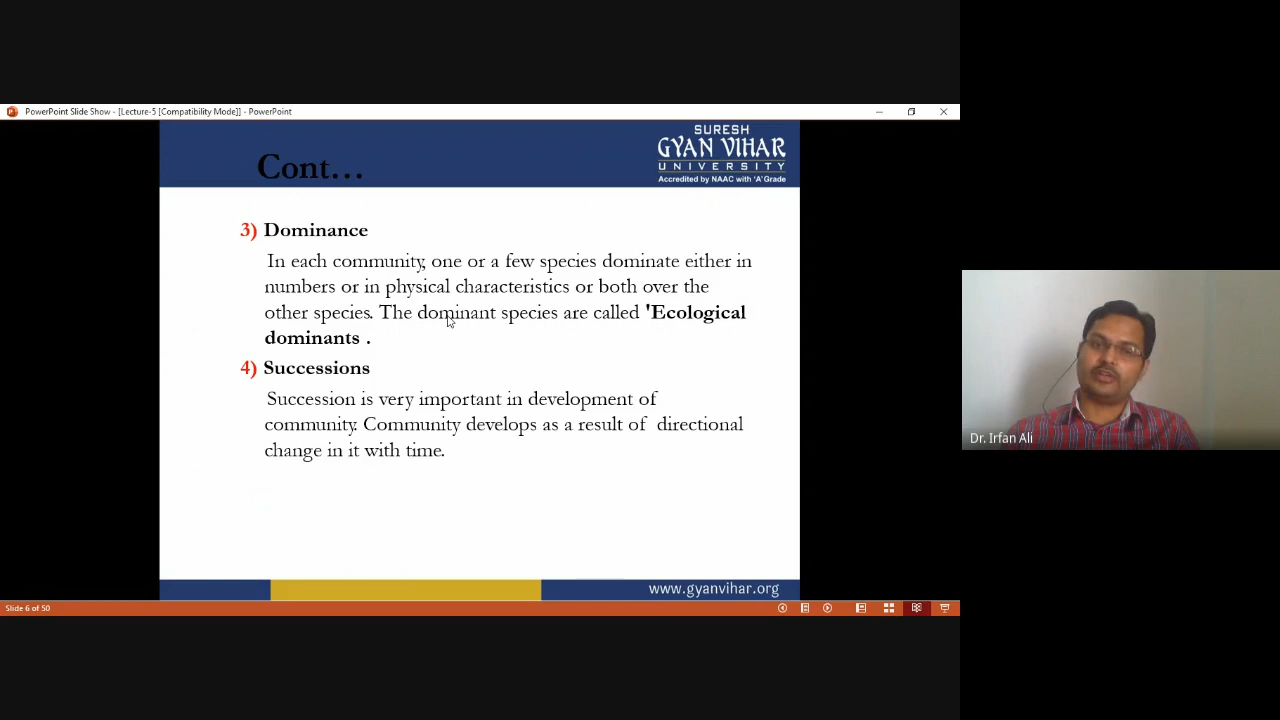 PowerPoint Slide Show - [Lecture-5 [Compatibility Mode]] - PowerPoint
SURESH
GYAN VIHAR
UNIVERSITY
Accredited by NAAC with 'A' Grade
Cont…
3) Dominance
In each community, one or a few species dominate either in
numbers or in physical characteristics or both over the
other species. The dominant species are called 'Ecological
dominants .
4) Successions
Succession is very important in development of
community. Community develops as a result of directional
change in it with time.
www.gyanvihar.org
Slide 6 of 50
Dr. Irfan Ali